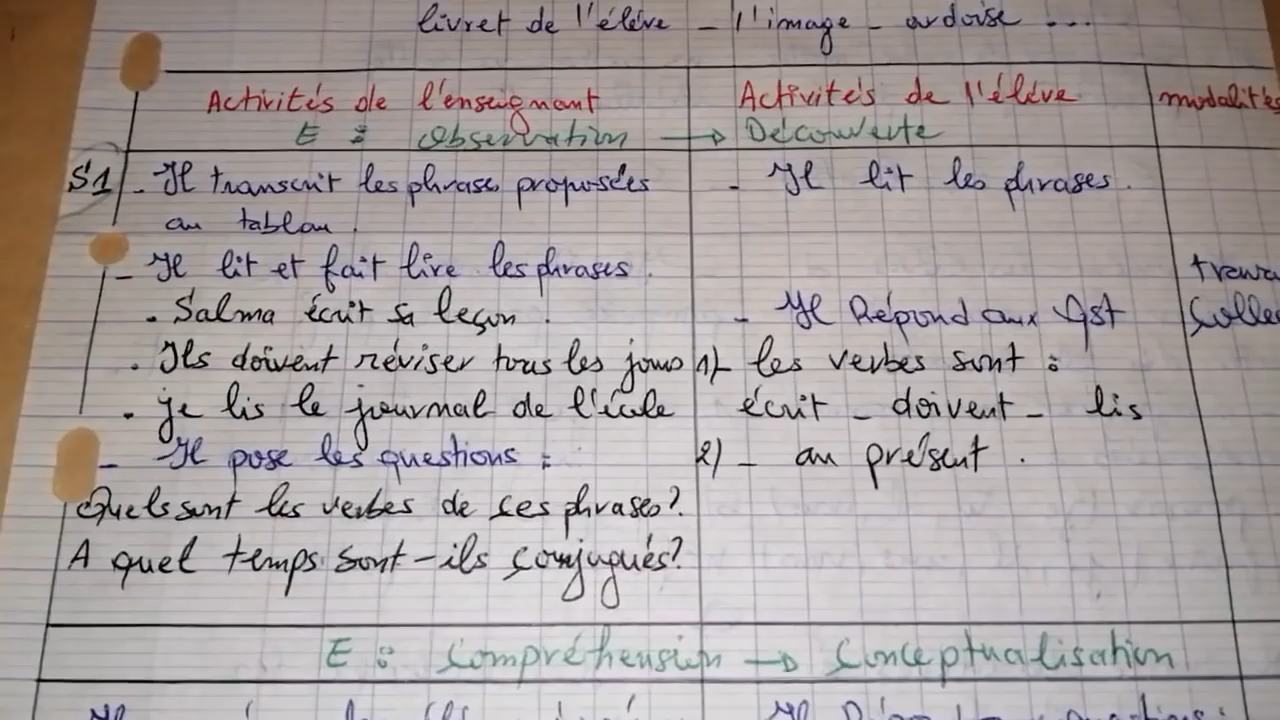 livret de l'élève - l'image - ardoise ...
Activités de l'enseignant
Activités de l'élève
modalités
E : Observation → Découverte
S1
- Il transcrit les phrases proposées
au tableau.
- Il lit les phrases.
- Il lit et fait lire les phrases.
. Salma écrit sa leçon.
. Ils doivent réviser tous les jours
. je lis le journal de l'école
- Il pose les questions :
Quels sont les verbes de ces phrases?
A quel temps sont-ils conjugués?
- Il Répond aux Qst
1)- les verbes sont :
écrit - doivent - lis
2) - au présent.
E : Compréhension → Conceptualisation